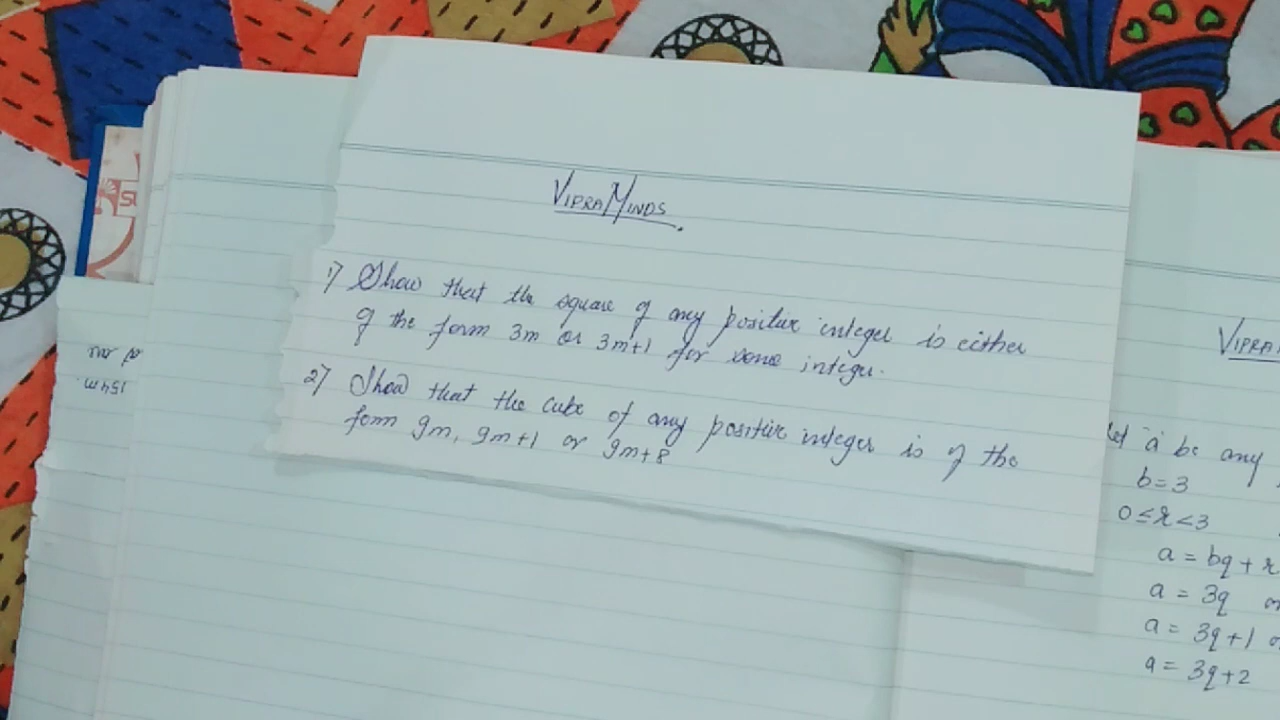 VIPRAMINDS.
1) Show that the square of any positive integer is either
of the form 3m or 3m+1 for some integer.
2) Show that the cube of any positive integer is of the
form 9m, 9m+1 or 9m+8
154m.
VIPRA
Let 'a' be any
b=3
0≤r<3
a = bq + r
a = 3q or
a = 3q+1 o
a = 3q+2